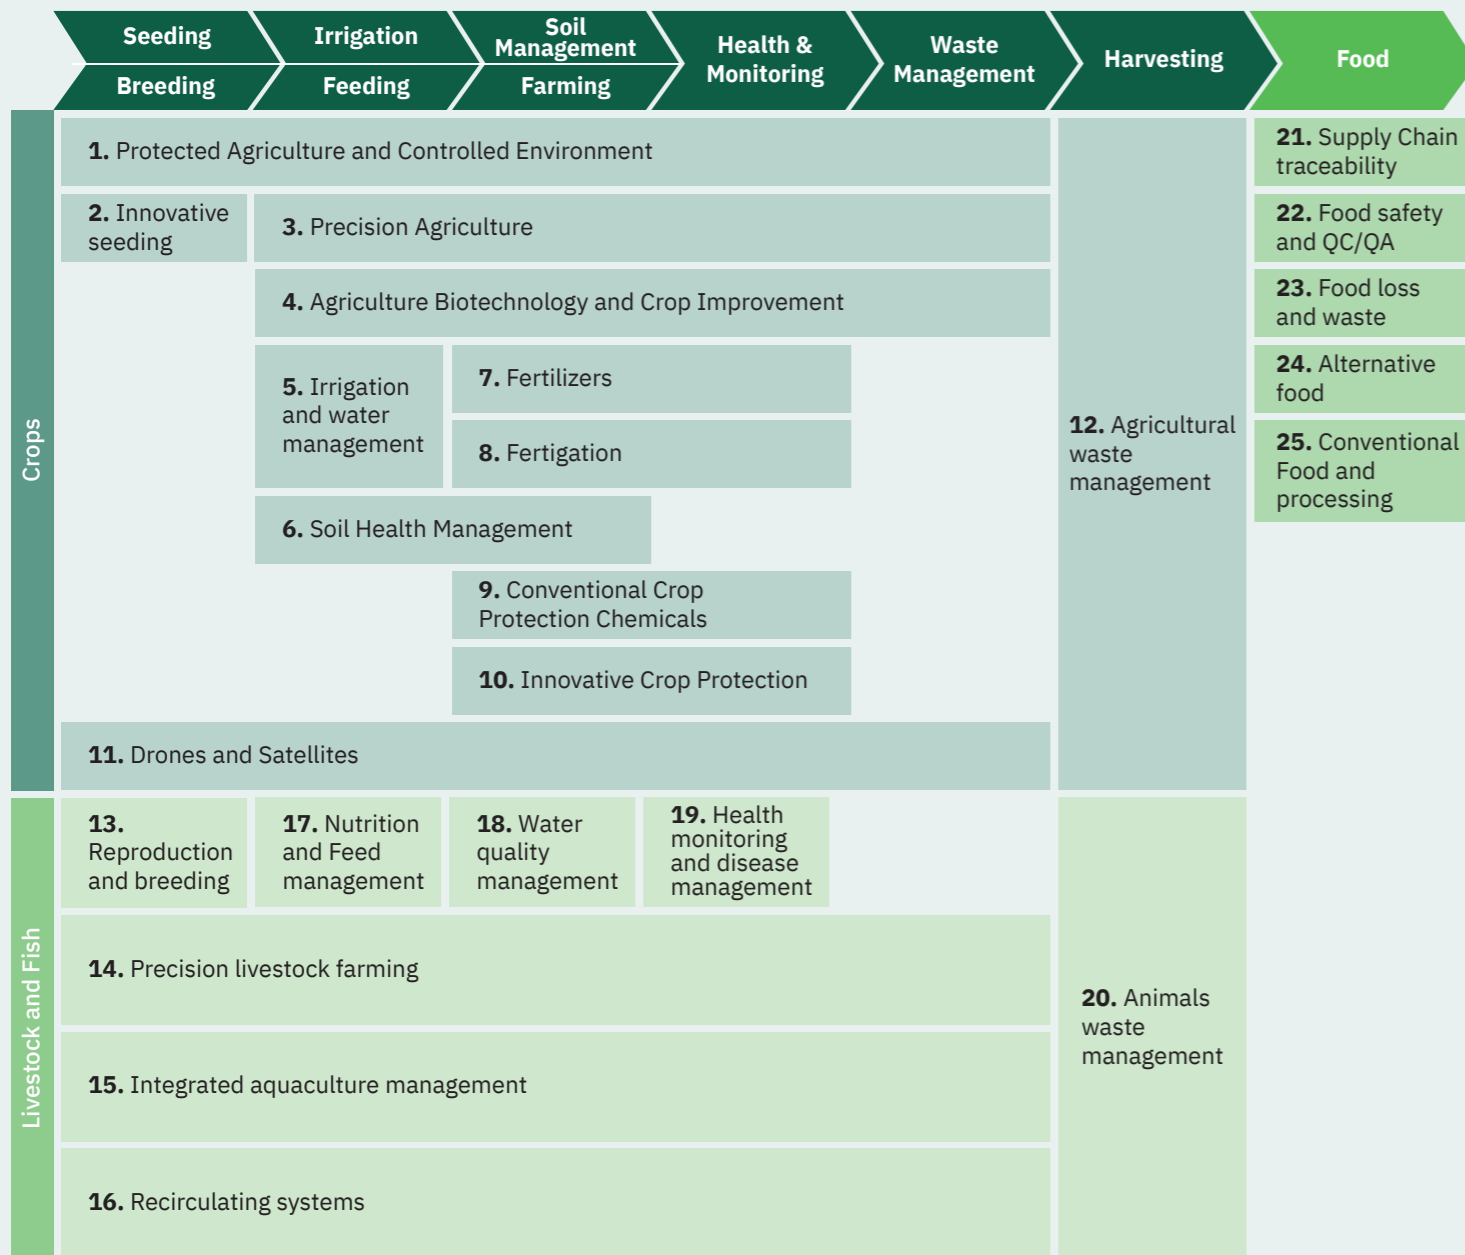 Seeding
Breeding
Irrigation
Feeding
Soil
Management
Farming
Health &
Monitoring
Waste
Management
Harvesting
Food
Crops
1. Protected Agriculture and Controlled Environment
2. Innovative
seeding
3. Precision Agriculture
4. Agriculture Biotechnology and Crop Improvement
5. Irrigation
and water
management
7. Fertilizers
8. Fertigation
6. Soil Health Management
9. Conventional Crop
Protection Chemicals
10. Innovative Crop Protection
11. Drones and Satellites
12. Agricultural
waste
management
21. Supply Chain
traceability
22. Food safety
and QC/QA
23. Food loss
and waste
24. Alternative
food
25. Conventional
Food and
processing
Livestock and Fish
13.
Reproduction
and breeding
17. Nutrition
and Feed
management
18. Water
quality
management
19. Health
monitoring
and disease
management
14. Precision livestock farming
15. Integrated aquaculture management
16. Recirculating systems
20. Animals
waste
management